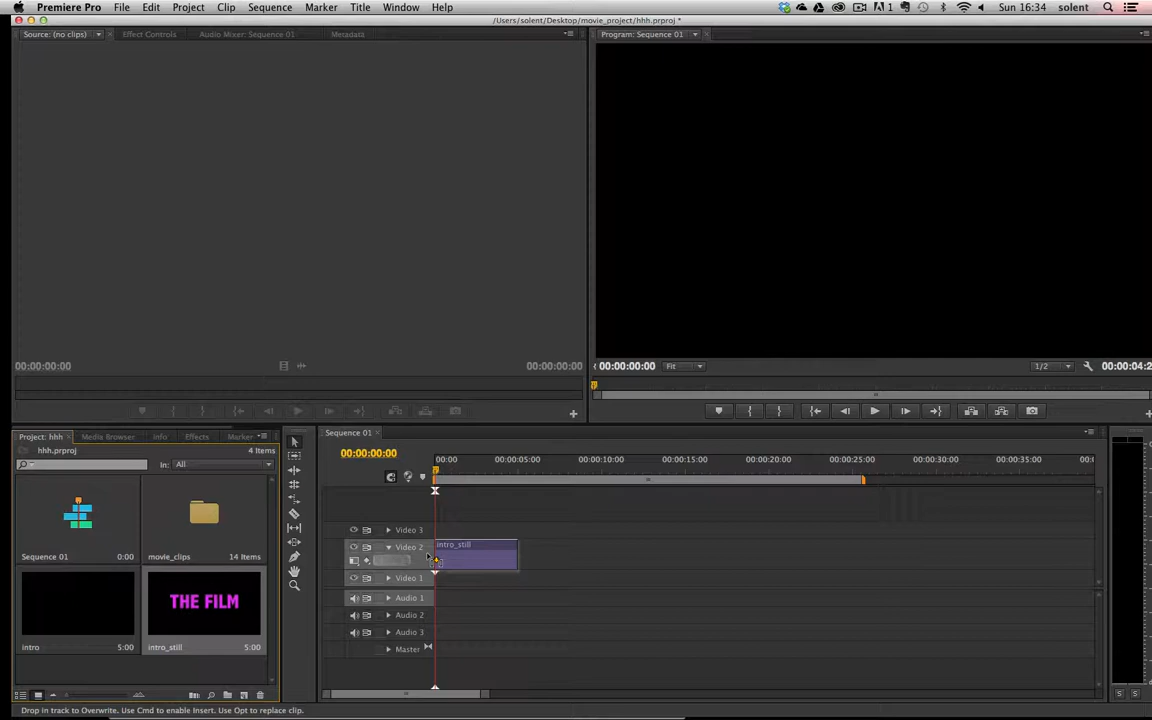 Premiere Pro File Edit Project Clip Sequence Marker Title Window Help 1 Sun 16:34 solent
/Users/solent/Desktop/movie_project/hhh.prproj *
Source: (no clips) Effect Controls Audio Mixer: Sequence 01 Metadata Program: Sequence 01
00:00:00:00 00:00:00:00 00:00:00:00 Fit 1/2 00:00:04:2
Project: hhh Media Browser Info Effects Marker Sequence 01
hhh.prproj 4 Items 00:00:00:00
In: All 00:00 00:00:05:00 00:00:10:00 00:00:15:00 00:00:20:00 00:00:25:00 00:00:30:00 00:00:35:00 00:0
Video 3
Video 2 intro_still
Sequence 01 0:00 movie_clips 14 Items
Video 1
THE FILM
Audio 1
Audio 2
Audio 3
intro 5:00 intro_still 5:00 Master
S S
Drop in track to Overwrite. Use Cmd to enable Insert. Use Opt to replace clip.